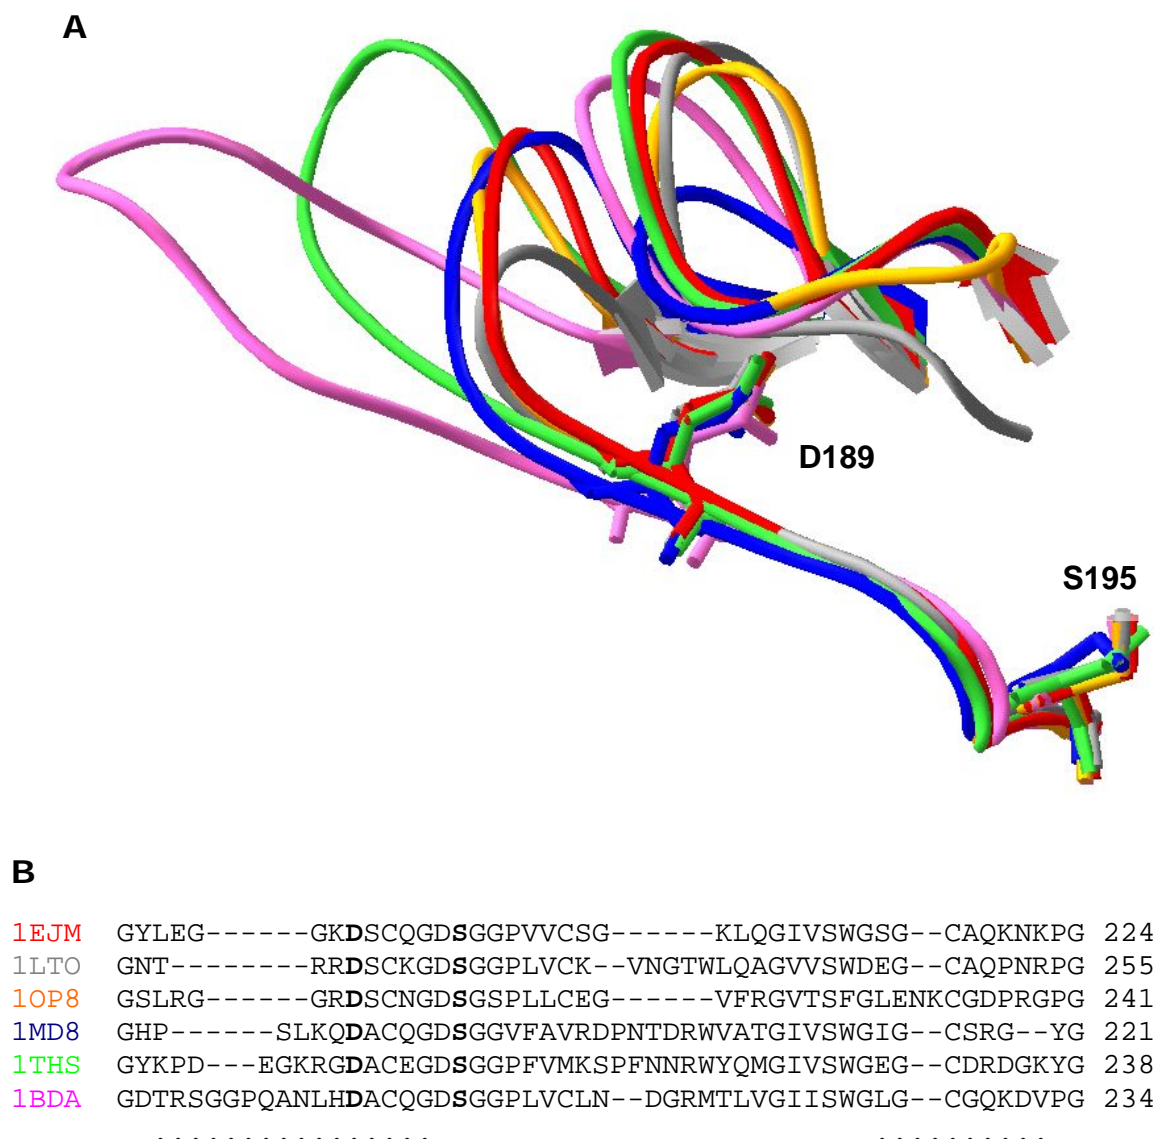 A
D189
S195
B
1EJM GYLEG------GKDSCQGDSGGPVVCSG------KLQGIVSWGSG--CAQKNKPG 224
1LTO GNT--------RRDSCKGDSGGPLVCK--VNGTWLQAGVVSWDEG--CAQPNRPG 255
1OP8 GSLRG------GRDSCNGDSGSPLLCEG------VFRGVTSFGLENKCGDPRGPG 241
1MD8 GHP------SLKQDACQGDSGGVFAVRDPNTDRWVATGIVSWGIG--CSRG--YG 221
1THS GYKPD---EGKRGDACEGDSGGPFVMKSPFNNRWYQMGIVSWGEG--CDRDGKYG 238
1BDA GDTRSGGPQANLHDACQGDSGGPLVCLN--DGRMTLVGIISWGLG--CGQKDVPG 234